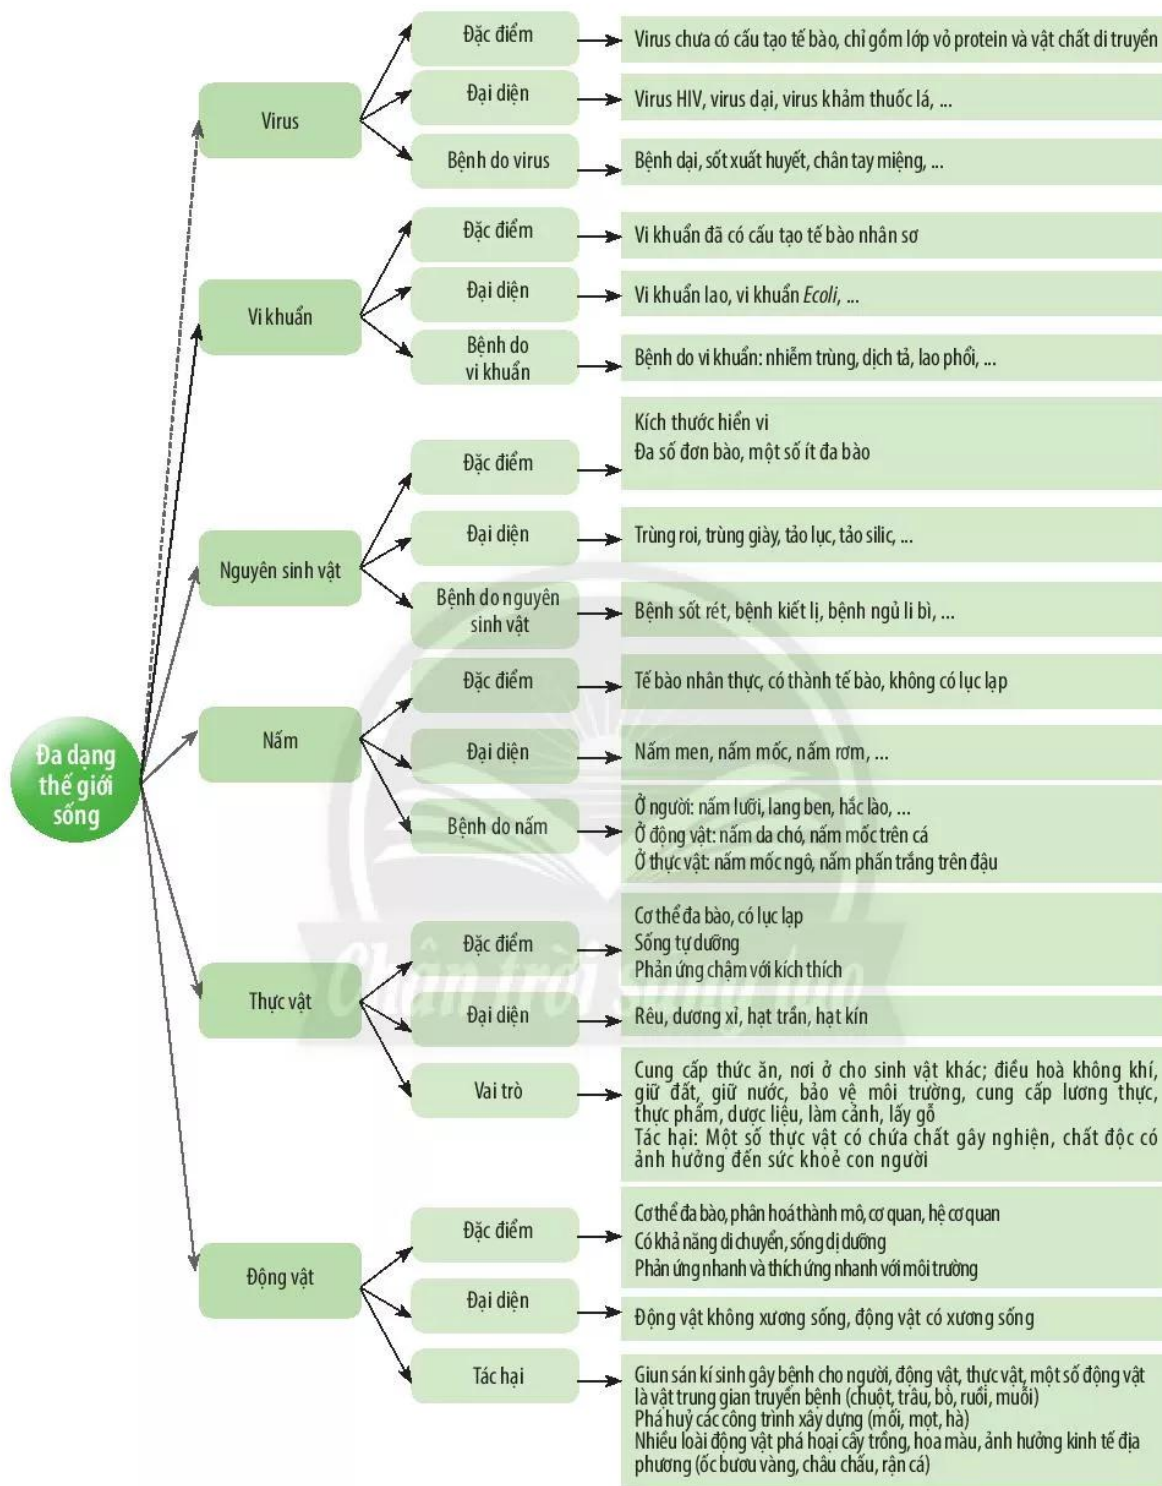 Đa dạng
thế giới
sống
Virus
Đặc điểm
Virus chưa có cấu tạo tế bào, chỉ gồm lớp vỏ protein và vật chất di truyền
Đại diện
Virus HIV, virus dại, virus khảm thuốc lá, ...
Bệnh do virus
Bệnh dại, sốt xuất huyết, chân tay miệng, ...
Vi khuẩn
Đặc điểm
Vi khuẩn đã có cấu tạo tế bào nhân sơ
Đại diện
Vi khuẩn lao, vi khuẩn Ecoli, ...
Bệnh do
vi khuẩn
Bệnh do vi khuẩn: nhiễm trùng, dịch tả, lao phổi, ...
Nguyên sinh vật
Đặc điểm
Kích thước hiển vi
Đa số đơn bào, một số ít đa bào
Đại diện
Trùng roi, trùng giày, tảo lục, tảo silic, ...
Bệnh do nguyên
sinh vật
Bệnh sốt rét, bệnh kiết lị, bệnh ngủ li bì, ...
Nấm
Đặc điểm
Tế bào nhân thực, có thành tế bào, không có lục lạp
Đại diện
Nấm men, nấm mốc, nấm rơm, ...
Bệnh do nấm
Ở người: nấm lưỡi, lang ben, hắc lào, ...
Ở động vật: nấm da chó, nấm mốc trên cá
Ở thực vật: nấm mốc ngô, nấm phấn trắng trên đậu
Thực vật
Đặc điểm
Cơ thể đa bào, có lục lạp
Sống tự dưỡng
Phản ứng chậm với kích thích
Chân trời sáng tạo
Đại diện
Rêu, dương xỉ, hạt trần, hạt kín
Vai trò
Cung cấp thức ăn, nơi ở cho sinh vật khác; điều hoà không khí,
giữ đất, giữ nước, bảo vệ môi trường, cung cấp lương thực,
thực phẩm, dược liệu, làm cảnh, lấy gỗ
Tác hại: Một số thực vật có chứa chất gây nghiện, chất độc có
ảnh hưởng đến sức khoẻ con người
Động vật
Đặc điểm
Cơ thể đa bào, phân hoá thành mô, cơ quan, hệ cơ quan
Có khả năng di chuyển, sống dị dưỡng
Phản ứng nhanh và thích ứng nhanh với môi trường
Đại diện
Động vật không xương sống, động vật có xương sống
Tác hại
Giun sán kí sinh gây bệnh cho người, động vật, thực vật, một số động vật
là vật trung gian truyền bệnh (chuột, trâu, bò, ruồi, muỗi)
Phá huỷ các công trình xây dựng (mối, mọt, hà)
Nhiều loài động vật phá hoại cây trồng, hoa màu, ảnh hưởng kinh tế địa
phương (ốc bươu vàng, châu chấu, rận cá)